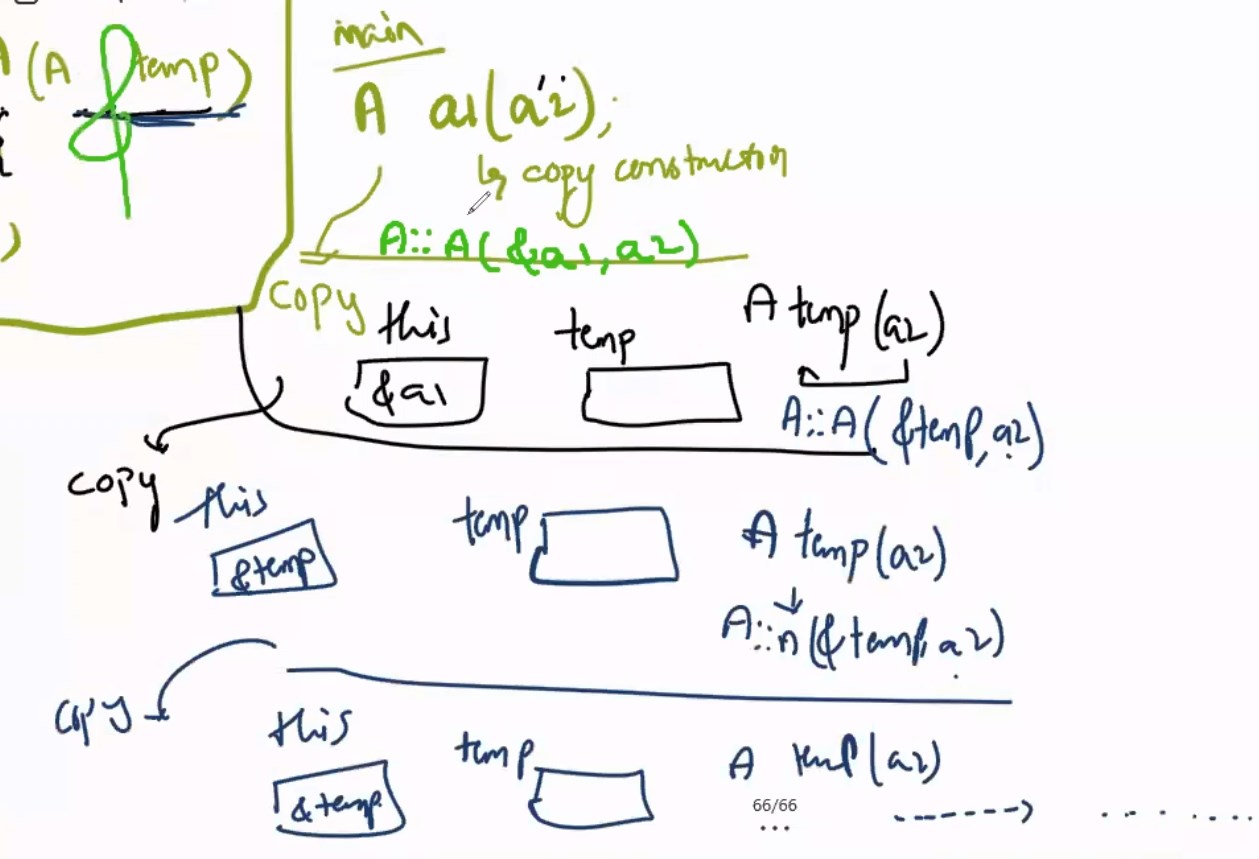 main
(A & temp)
A a1(a2);
↳ copy constructor
A::A(&a1, a2)
copy
this temp A temp(a2)
&a1
A::A(&temp, a2)
copy
this temp A temp(a2)
&temp
A::A(&temp, a2)
copy
this temp A temp(a2)
&temp
66/66
...